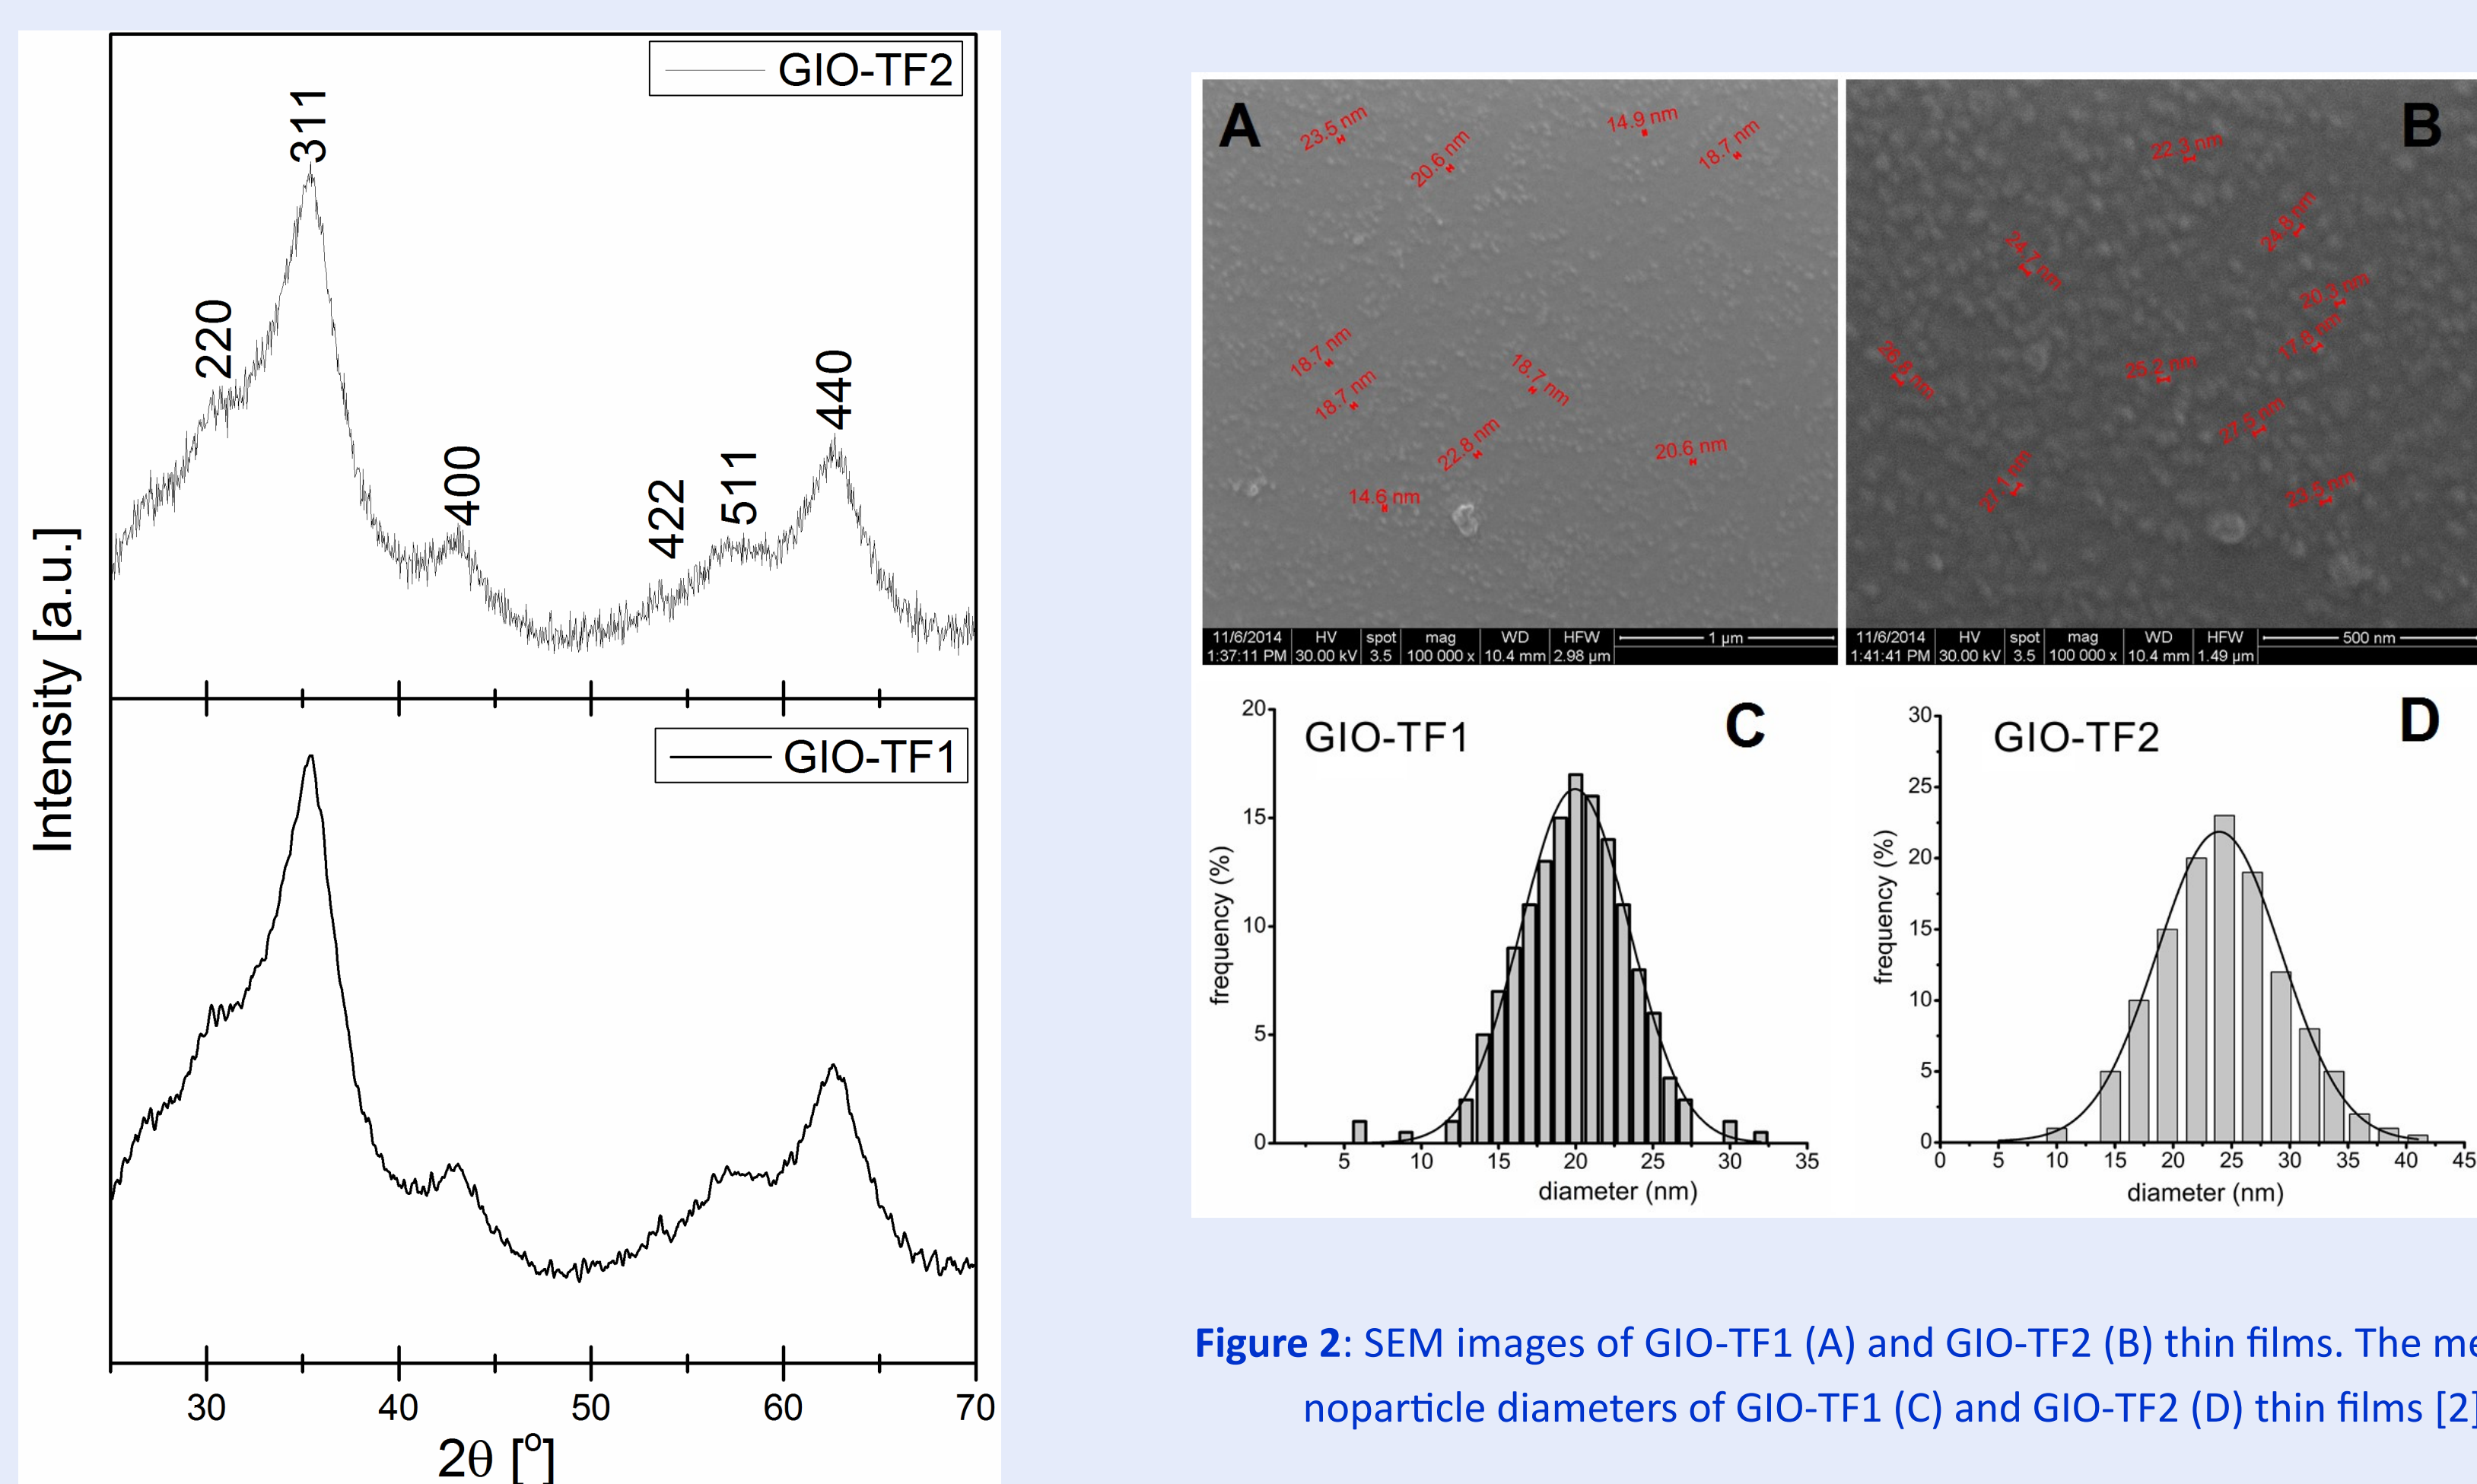 GIO-TF2
311
220
440
400
511
422
Intensity [a.u.]
GIO-TF1
30 40 50 60 70
2θ [o]
A
23.5 nm
20.6 nm
14.9 nm
18.7 nm
18.7 nm
18.7 nm
18.7 nm
22.8 nm
20.6 nm
14.6 nm
11/6/2014 HV spot mag WD HFW 1 µm
1:37:11 PM 30.00 kV 3.5 100 000 x 10.4 mm 2.98 µm
B
22.3 nm
24.8 nm
24.7 nm
20.3 nm
17.8 nm
26.8 nm
25.2 nm
27.5 nm
27.1 nm
23.5 nm
11/6/2014 HV spot mag WD HFW 500 nm
1:41:41 PM 30.00 kV 3.5 100 000 x 10.4 mm 1.49 µm
C
GIO-TF1
20
15
10
5
0
frequency (%)
5 10 15 20 25 30 35
diameter (nm)
D
GIO-TF2
30
25
20
15
10
5
0
frequency (%)
0 5 10 15 20 25 30 35 40 45
diameter (nm)
Figure 2: SEM images of GIO-TF1 (A) and GIO-TF2 (B) thin films. The me
noparticle diameters of GIO-TF1 (C) and GIO-TF2 (D) thin films [2]